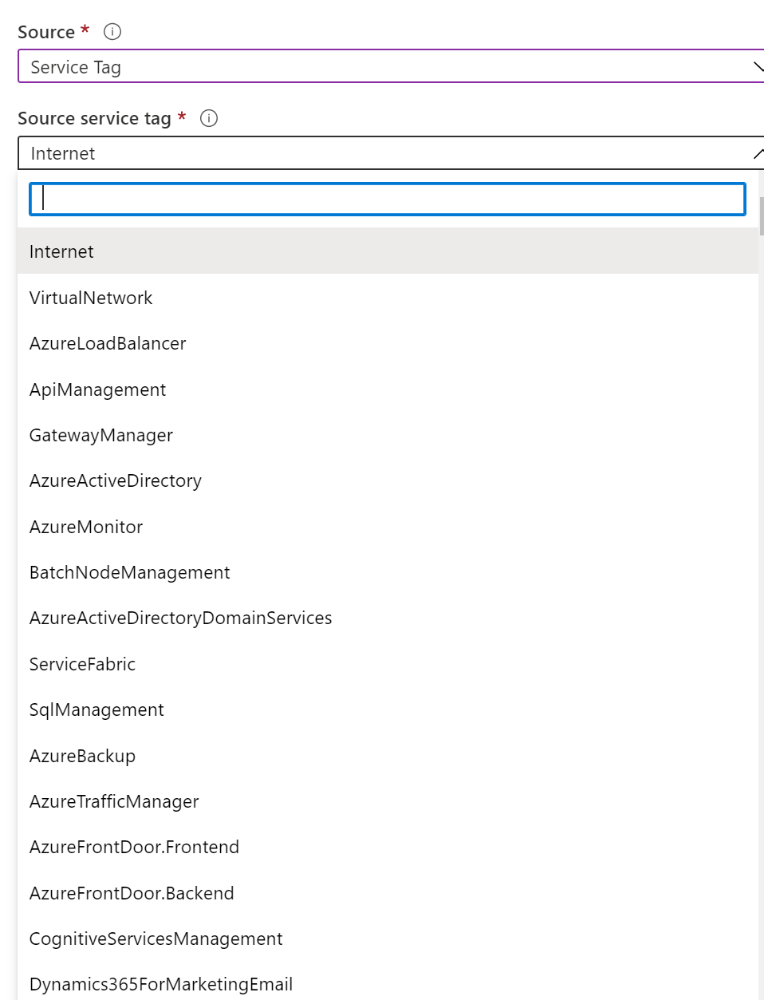 Source *
Service Tag
Source service tag *
Internet
Internet
VirtualNetwork
AzureLoadBalancer
ApiManagement
GatewayManager
AzureActiveDirectory
AzureMonitor
BatchNodeManagement
AzureActiveDirectoryDomainServices
ServiceFabric
SqlManagement
AzureBackup
AzureTrafficManager
AzureFrontDoor.Frontend
AzureFrontDoor.Backend
CognitiveServicesManagement
Dynamics365ForMarketingEmail